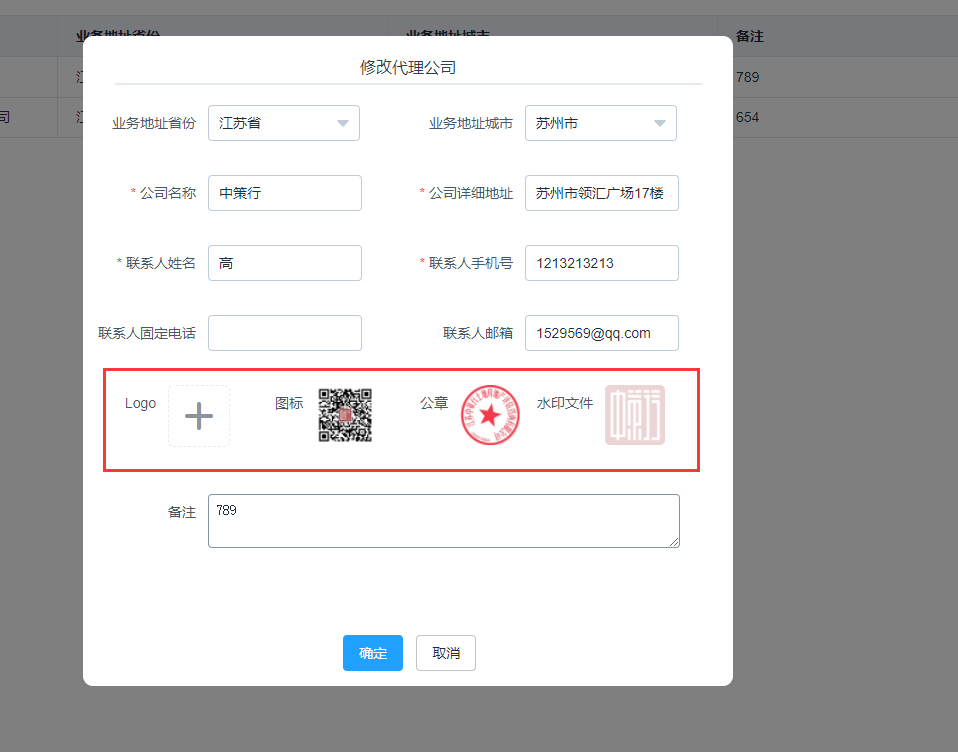 业务地址省份 业务地址城市 备注
789
司 654
修改代理公司
业务地址省份 江苏省 业务地址城市 苏州市
* 公司名称 中策行 * 公司详细地址 苏州市领汇广场17楼
* 联系人姓名 高 * 联系人手机号 1213213213
联系人固定电话 联系人邮箱 1529569@qq.com
Logo 图标 公章 水印文件
备注 789
确定 取消